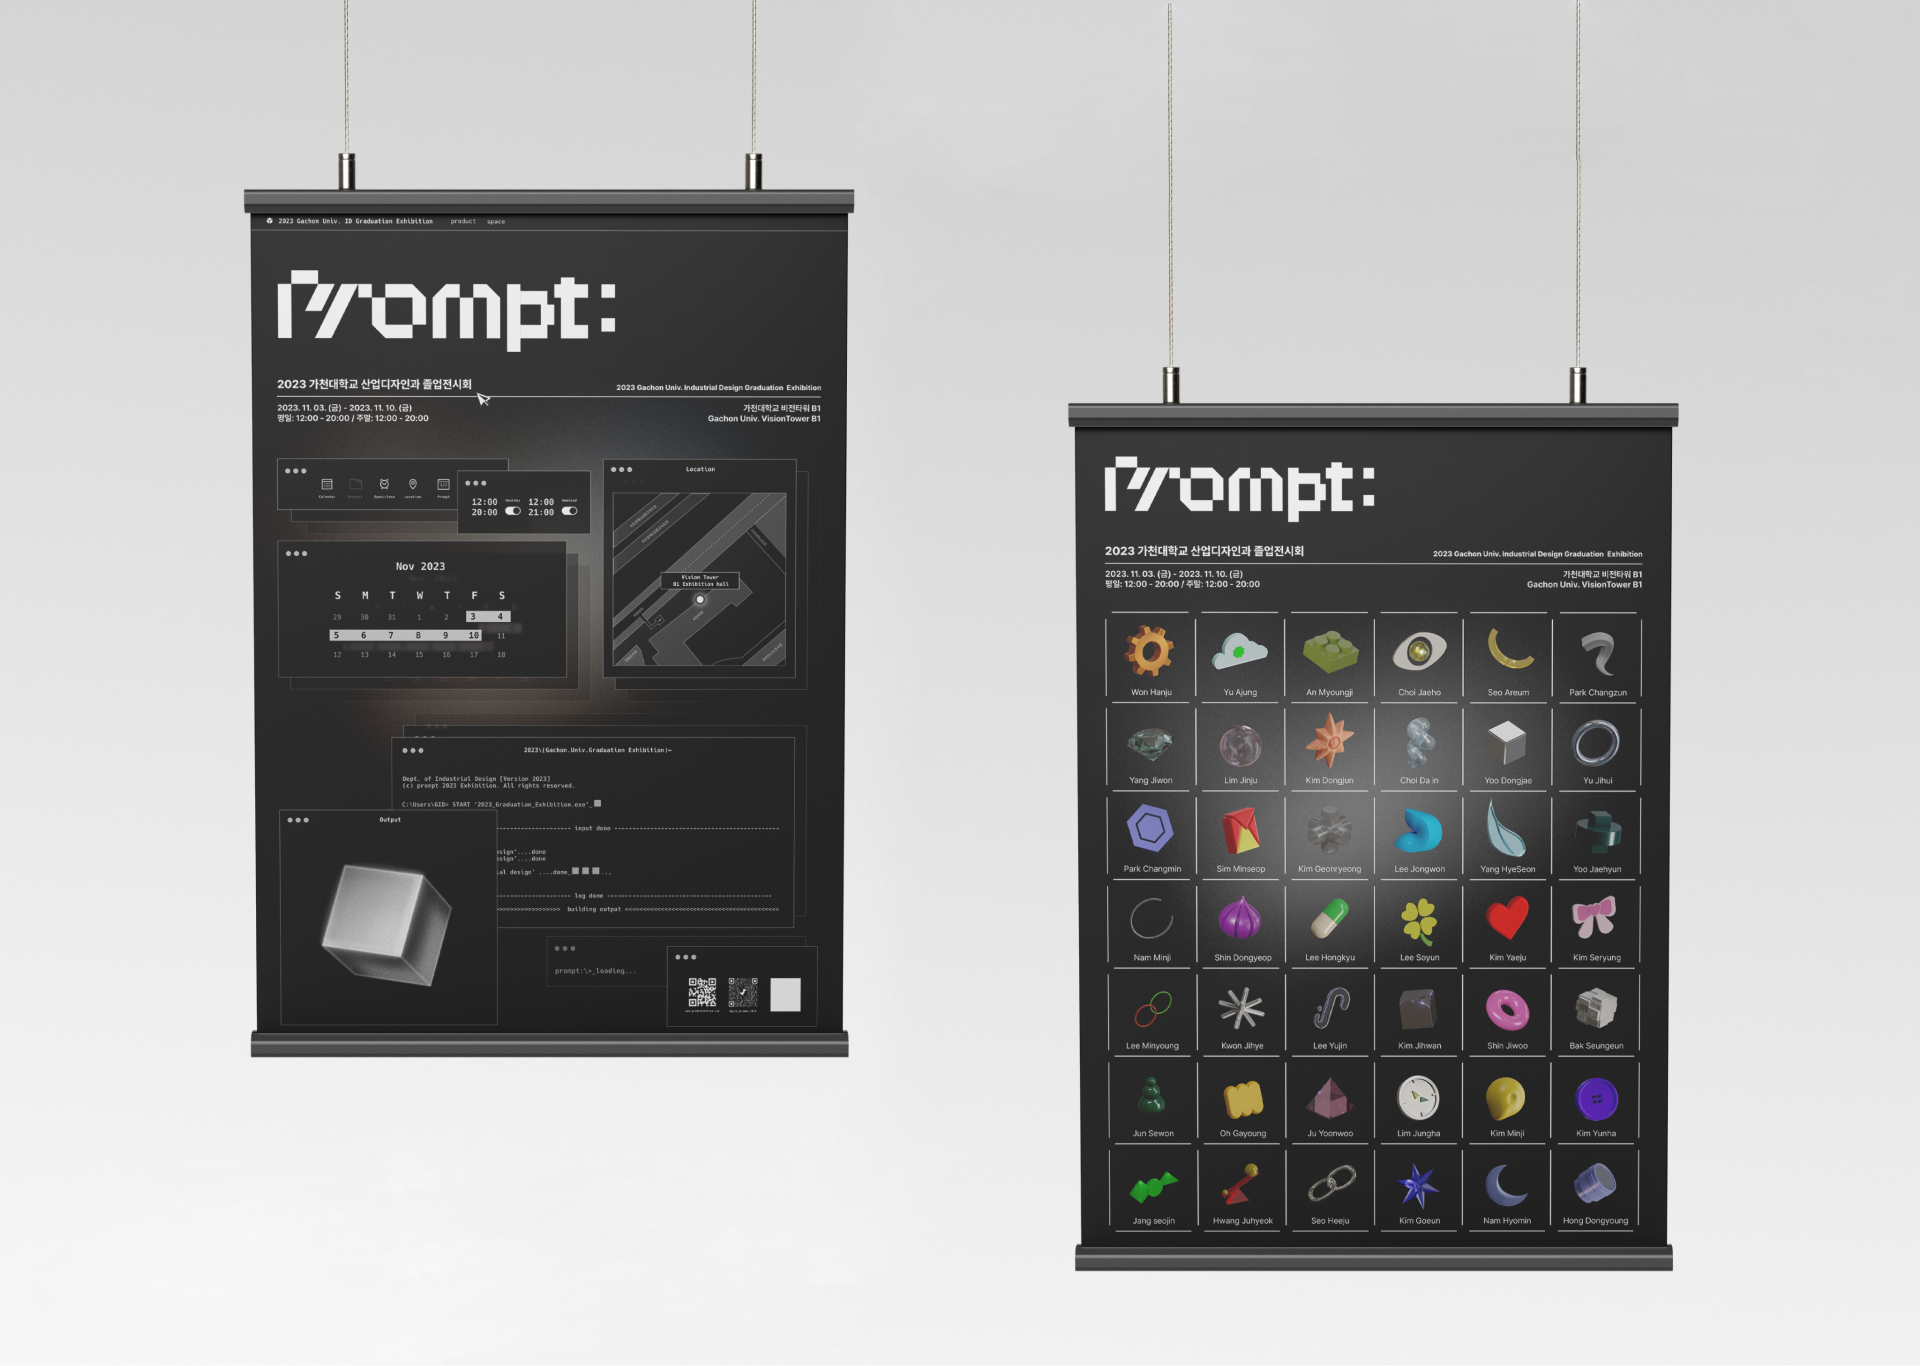 2023 Gachon Univ. ID Graduation Exhibition product space
Prompt:
2023 가천대학교 산업디자인과 졸업전시회
2023 Gachon Univ. Industrial Design Graduation Exhibition
2023. 11. 03. (금) - 2023. 11. 10. (금)
평일: 12:00 - 20:00 / 주말: 12:00 - 20:00
가천대학교 비전타워 B1
Gachon Univ. VisionTower B1
Calendar Project Open/close Location Prompt
12:00 Weekday 12:00 Weekend
20:00 21:00
Location
Vision Tower
B1 Exhibition hall
Nov 2023
S M T W T F S
29 30 31 1 2 3 4
5 6 7 8 9 10 11
12 13 14 15 16 17 18
2023\(Gachon.Univ.Graduation Exhibition)~
Dept. of Industrial Design [Version 2023]
(c) prompt 2023 Exhibition. All rights reserved.
C:\Users\GID> START '2023_Graduation_Exhibition.exe'_
input done
esign'....done
esign'....done
ial design' ....done_ ...
log done
>>>>>>>>>>>>>>>>>> building output <<<<<<<<<<<<<<<<<<<<<<<<<<<<<<<<<<<<<<<<<<
Output
prompt:\>_loading...
Prompt:
2023 가천대학교 산업디자인과 졸업전시회
2023 Gachon Univ. Industrial Design Graduation Exhibition
2023. 11. 03. (금) - 2023. 11. 10. (금)
평일: 12:00 - 20:00 / 주말: 12:00 - 20:00
가천대학교 비전타워 B1
Gachon Univ. VisionTower B1
Won Hanju Yu Ajung An Myoungji Choi Jaeho Seo Areum Park Changzun
Yang Jiwon Lim Jinju Kim Dongjun Choi Da in Yoo Dongjae Yu Jihui
Park Changmin Sim Minseop Kim Geonryeong Lee Jongwon Yang HyeSeon Yoo Jaehyun
Nam Minji Shin Dongyeop Lee Hongkyu Lee Soyun Kim Yaeju Kim Seryung
Lee Minyoung Kwon Jihye Lee Yujin Kim Jihwan Shin Jiwoo Bak Seungeun
Jun Sewon Oh Gayoung Ju Yoonwoo Lim Jungha Kim Minji Kim Yunha
Jang seojin Hwang Juhyeok Seo Heeju Kim Goeun Nam Hyomin Hong Dongyoung